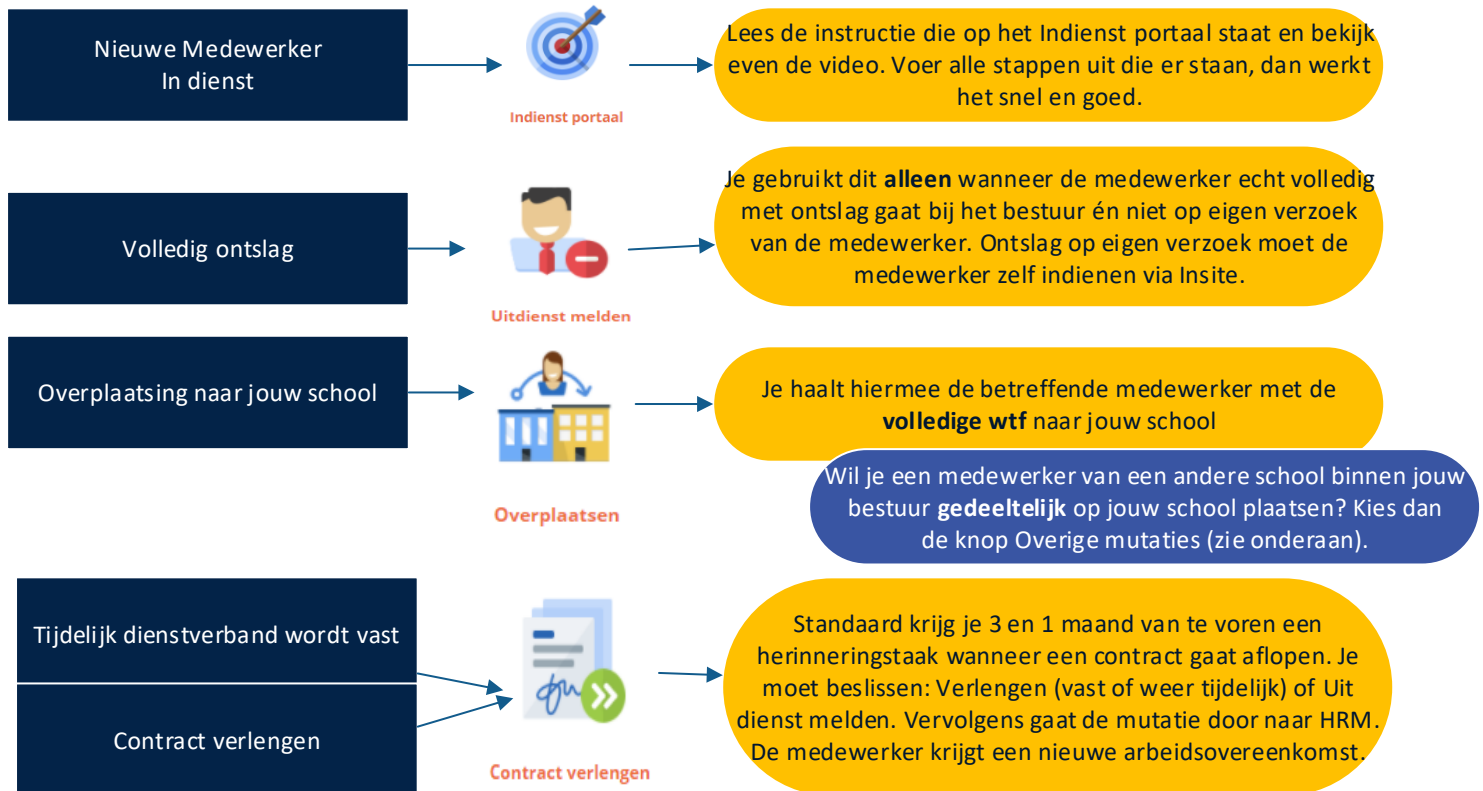 Nieuwe Medewerker
In dienst
Indienst portaal
Lees de instructie die op het Indienst portaal staat en bekijk
even de video. Voer alle stappen uit die er staan, dan werkt
het snel en goed.
Volledig ontslag
Uitdienst melden
Je gebruikt dit alleen wanneer de medewerker echt volledig
met ontslag gaat bij het bestuur én niet op eigen verzoek
van de medewerker. Ontslag op eigen verzoek moet de
medewerker zelf indienen via Insite.
Overplaatsing naar jouw school
Overplaatsen
Je haalt hiermee de betreffende medewerker met de
volledige wtf naar jouw school
Wil je een medewerker van een andere school binnen jouw
bestuur gedeeltelijk op jouw school plaatsen? Kies dan
de knop Overige mutaties (zie onderaan).
Tijdelijk dienstverband wordt vast
Contract verlengen
Contract verlengen
Standaard krijg je 3 en 1 maand van te voren een
herinneringstaak wanneer een contract gaat aflopen. Je
moet beslissen: Verlengen (vast of weer tijdelijk) of Uit
dienst melden. Vervolgens gaat de mutatie door naar HRM.
De medewerker krijgt een nieuwe arbeidsovereenkomst.